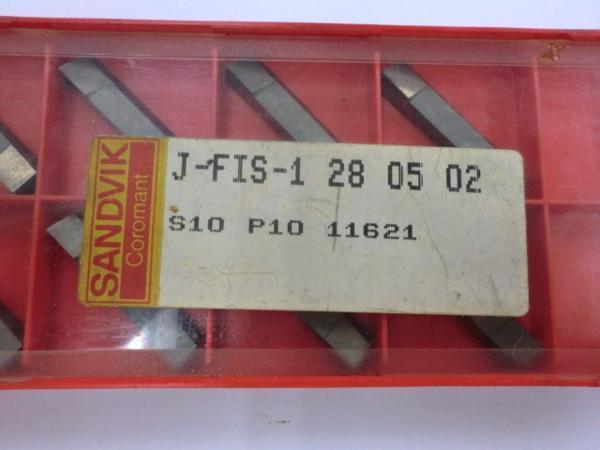 SANDVIK
Coromant
J-FIS-1 28 05 02
S10 P10 11621